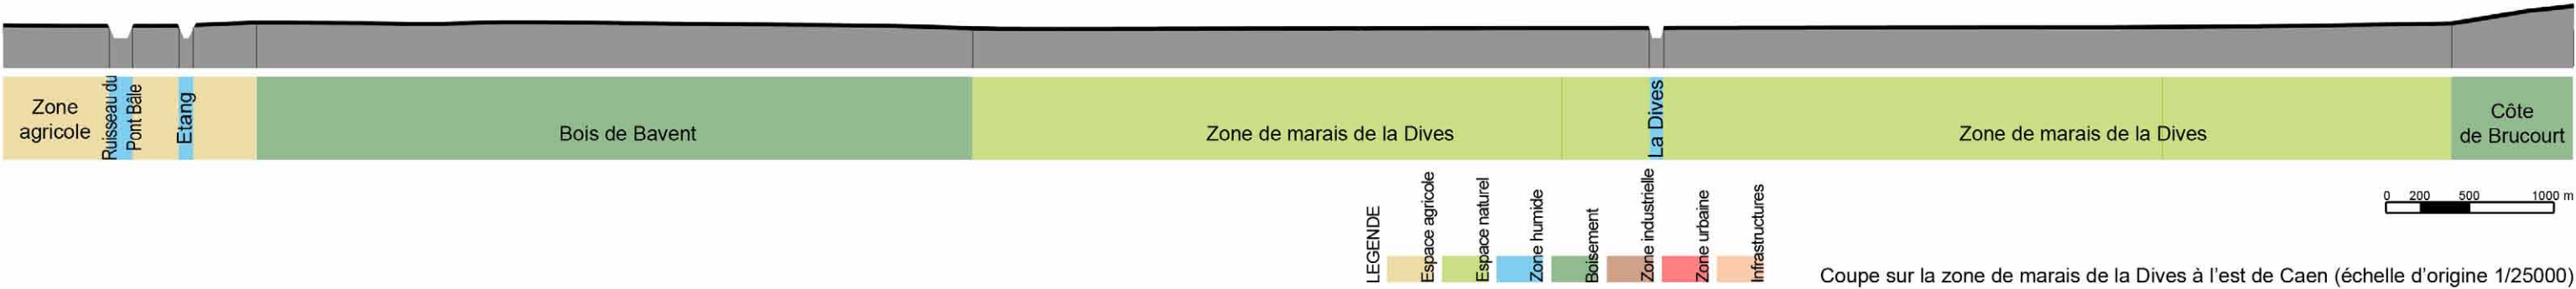 Zone
agricole
Ruisseau du
Pont Bâle
Etang
Bois de Bavent
Zone de marais de la Dives
La Dives
Zone de marais de la Dives
Côte
de Brucourt
LEGENDE
Espace agricole
Espace naturel
Zone humide
Boisement
Zone industrielle
Zone urbaine
Infrastructures
0 200 500 1000 m
Coupe sur la zone de marais de la Dives à l'est de Caen (échelle d'origine 1/25000)